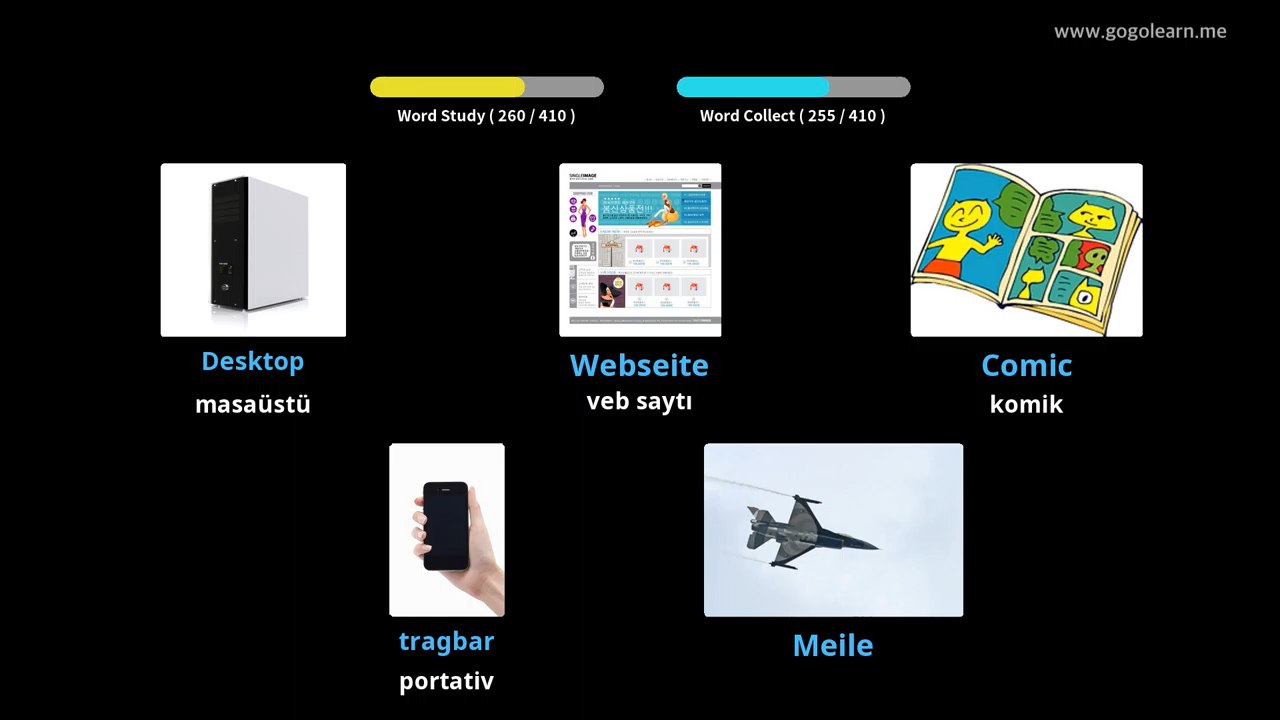 www.gogolearn.me
Word Study ( 260 / 410 )
Word Collect ( 255 / 410 )
Desktop
masaüstü
Webseite
veb saytı
Comic
komik
tragbar
portativ
Meile